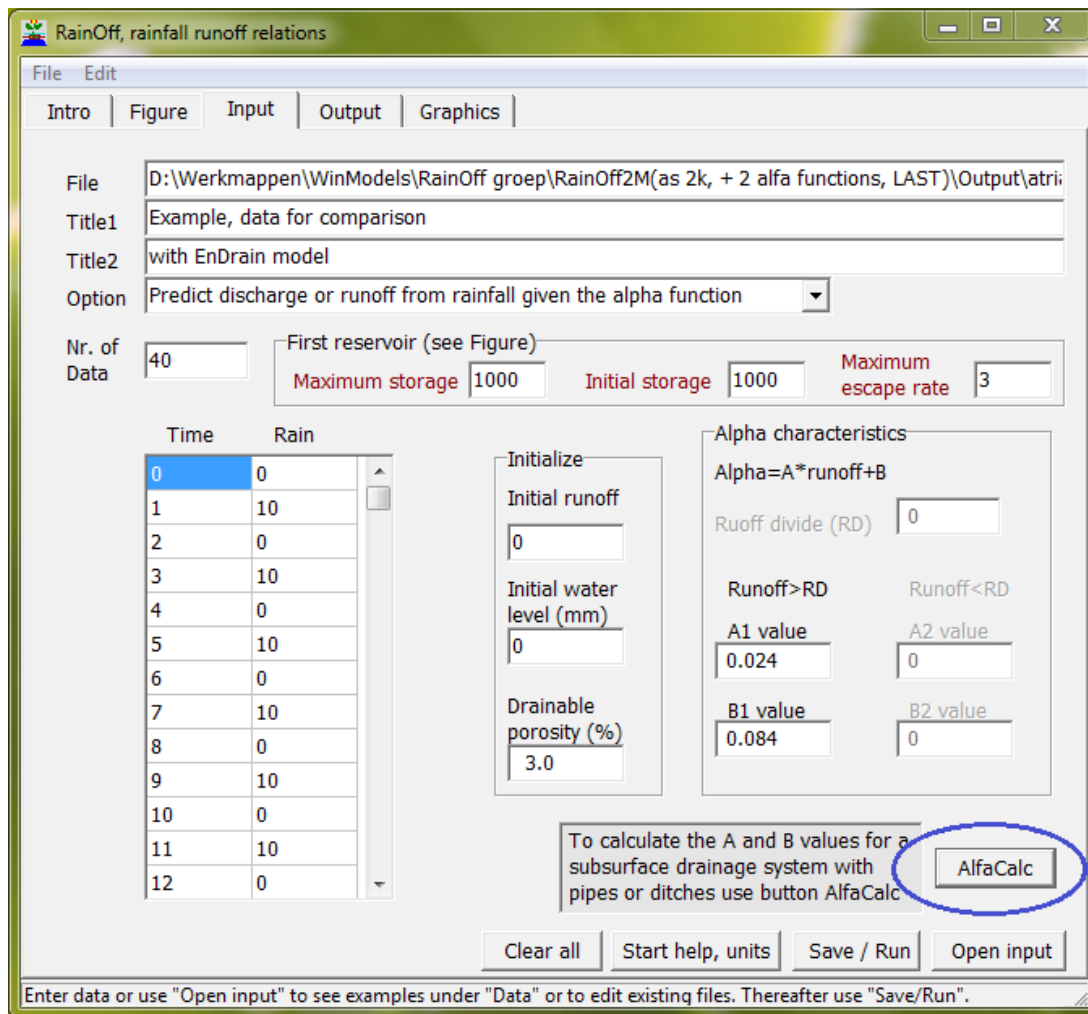 RainOff, rainfall runoff relations
File Edit
Intro Figure Input Output Graphics
File D:\Werkmappen\WinModels\RainOff groep\RainOff2M(as 2k, + 2 alfa functions, LAST)\Output\atri
Title1 Example, data for comparison
Title2 with EnDrain model
Option Predict discharge or runoff from rainfall given the alpha function
Nr. of
Data 40
First reservoir (see Figure)
Maximum storage 1000 Initial storage 1000
Maximum
escape rate 3
Time Rain
0 0
1 10
2 0
3 10
4 0
5 10
6 0
7 10
8 0
9 10
10 0
11 10
12 0
Initialize
Initial runoff
0
Initial water
level (mm)
0
Drainable
porosity (%)
3.0
Alpha characteristics
Alpha=A*runoff+B
Ruoff divide (RD) 0
Runoff>RD Runoff<RD
A1 value A2 value
0.024 0
B1 value B2 value
0.084 0
To calculate the A and B values for a
subsurface drainage system with
pipes or ditches use button AlfaCalc
AlfaCalc
Clear all Start help, units Save / Run Open input
Enter data or use "Open input" to see examples under "Data" or to edit existing files. Thereafter use "Save/Run".